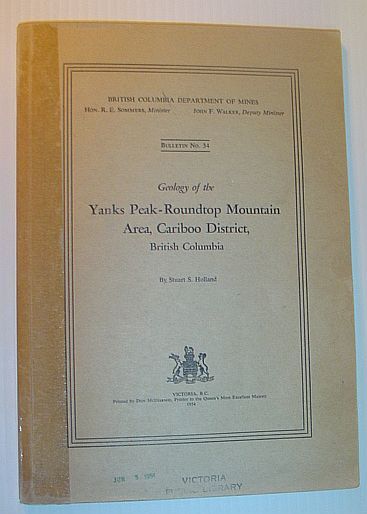 BRITISH COLUMBIA DEPARTMENT OF MINES
HON. R. E. SOMMERS, Minister JOHN F. WALKER, Deputy Minister
BULLETIN NO. 34
Geology of the
Yanks Peak-Roundtop Mountain
Area, Cariboo District,
British Columbia
By Stuart S. Holland
VICTORIA, B.C.
Printed by DON MCDIARMID, Printer to the Queen's Most Excellent Majesty
1954
VICTORIA
LIBRARY